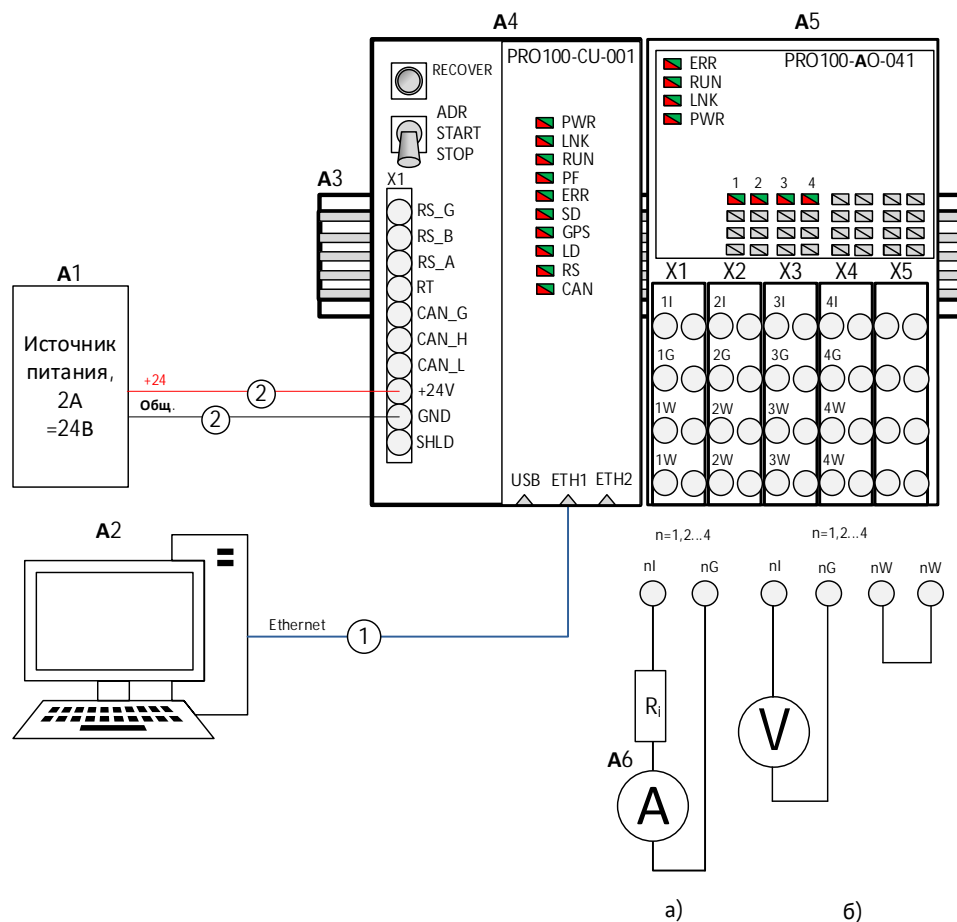 A4
A5
PRO100-CU-001
PRO100-AO-041
RECOVER
ADR
START
STOP
PWR
LNK
RUN
PF
ERR
SD
GPS
LD
RS
CAN
ERR
RUN
LNK
PWR
1 2 3 4
A3
X1
RS_G
RS_B
RS_A
RT
CAN_G
CAN_H
CAN_L
+24V
GND
SHLD
USB ETH1 ETH2
X1 X2 X3 X4 X5
1I 2I 3I 4I
1G 2G 3G 4G
1W 2W 3W 4W
1W 2W 3W 4W
A1
Источник
питания,
2А
=24В
+24
2
Общ.
2
A2
Ethernet
1
n=1,2...4
nI nG
Ri
A6
A
а)
n=1,2...4
nI nG nW nW
V
б)